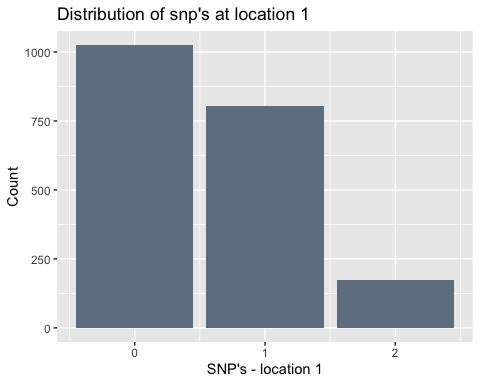 Distribution of snp's at location 1
1000
750
500
250
0
Count
0 1 2
SNP's - location 1